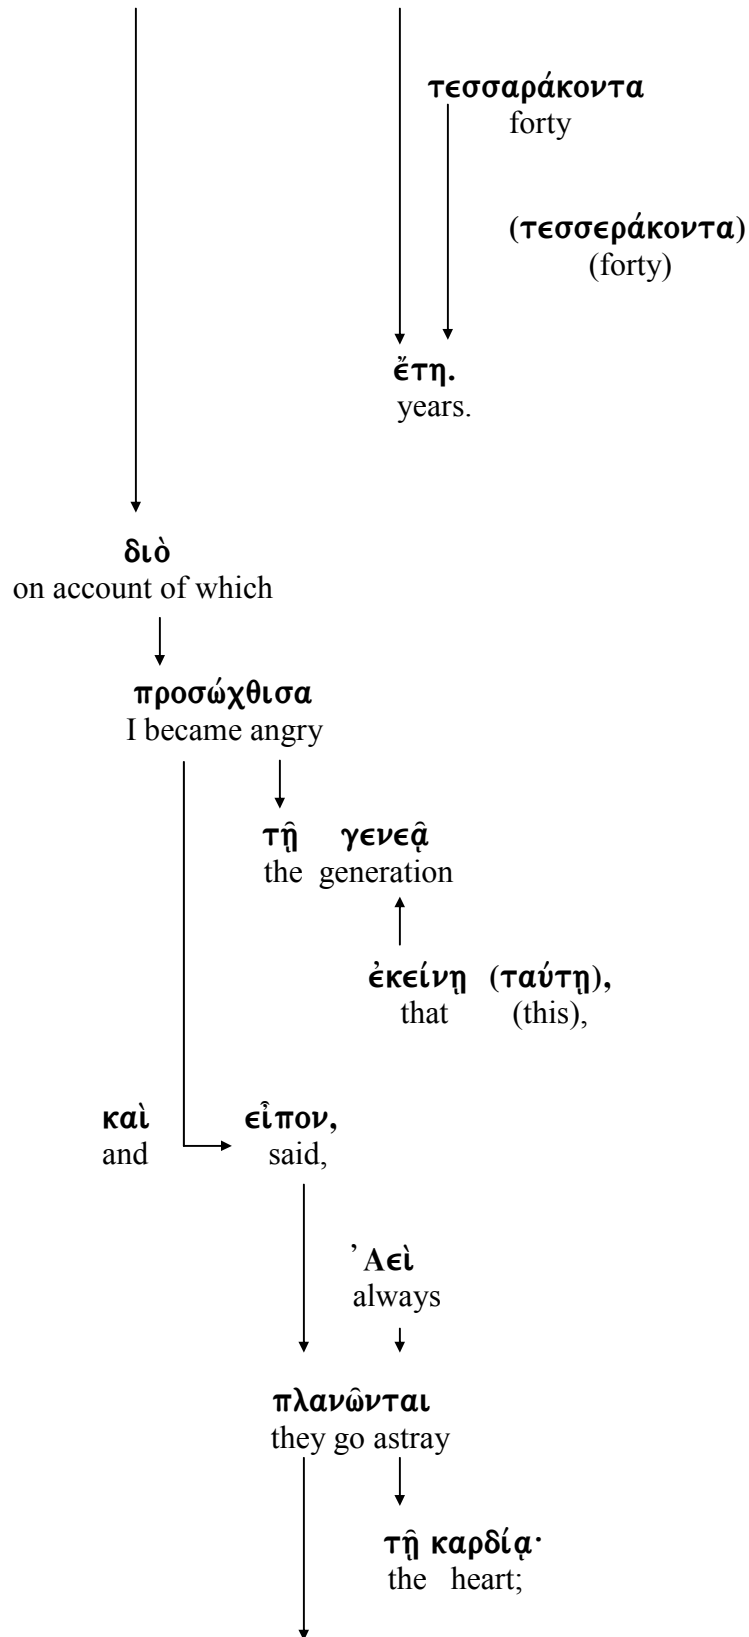 τεσσαράκοντα
forty
(τεσσεράκοντα)
(forty)
ἔτη.
years.
διὸ
on account of which
προσώχθισα
I became angry
τῇ γενεᾷ
the generation
ἐκείνῃ (ταύτῃ),
that (this),
καὶ εἶπον,
and said,
Ἀεὶ
always
πλανῶνται
they go astray
τῇ καρδίᾳ·
the heart;